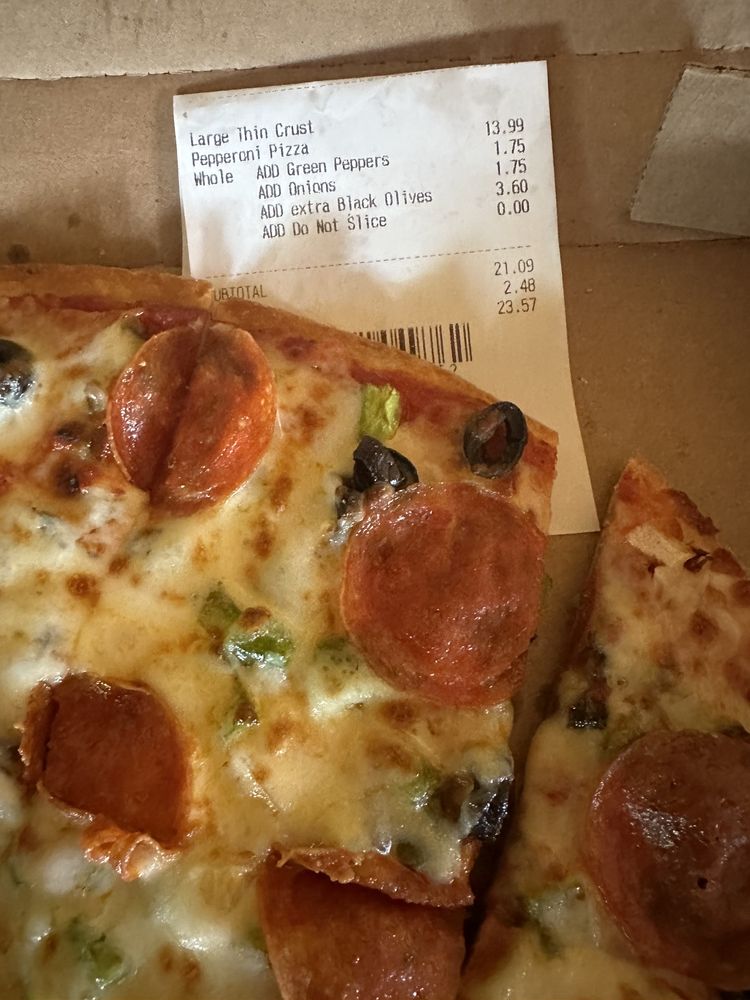 Large Thin Crust 13.99
Pepperoni Pizza 1.75
Whole ADD Green Peppers 1.75
ADD Onions 3.60
ADD extra Black Olives 0.00
ADD Do Not Slice
UBTOTAL 21.09
2.48
23.57